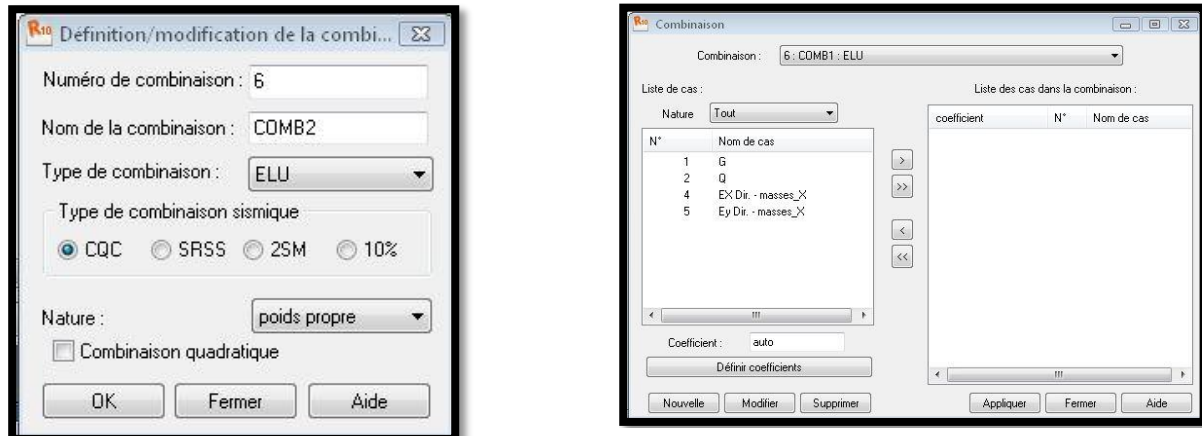 Définition/modification de la combi...
Numéro de combinaison : 6
Nom de la combinaison : COMB2
Type de combinaison : ELU
Type de combinaison sismique
CQC SRSS 2SM 10%
Nature : poids propre
Combinaison quadratique
OK Fermer Aide
Combinaison
Combinaison : 6 : COMB1 : ELU
Liste de cas : Liste des cas dans la combinaison :
Nature Tout
N° Nom de cas coefficient N° Nom de cas
1 G
2 Q
4 EX Dir. - masses_X
5 Ey Dir. - masses_X
>
>>
<
<<
Coefficient : auto
Définir coefficients
Nouvelle Modifier Supprimer Appliquer Fermer Aide